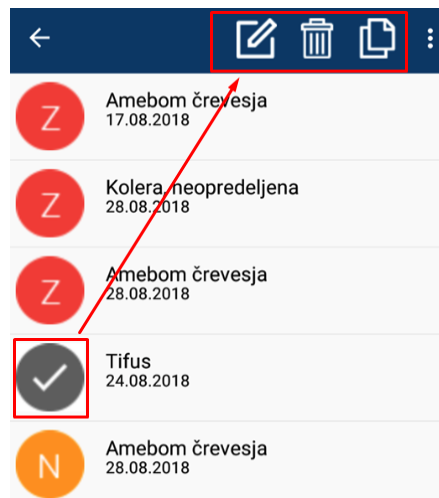 Z
Amebom črevesja
17.08.2018
Z
Kolera, neopredeljena
28.08.2018
Z
Amebom črevesja
28.08.2018
Tifus
24.08.2018
N
Amebom črevesja
28.08.2018